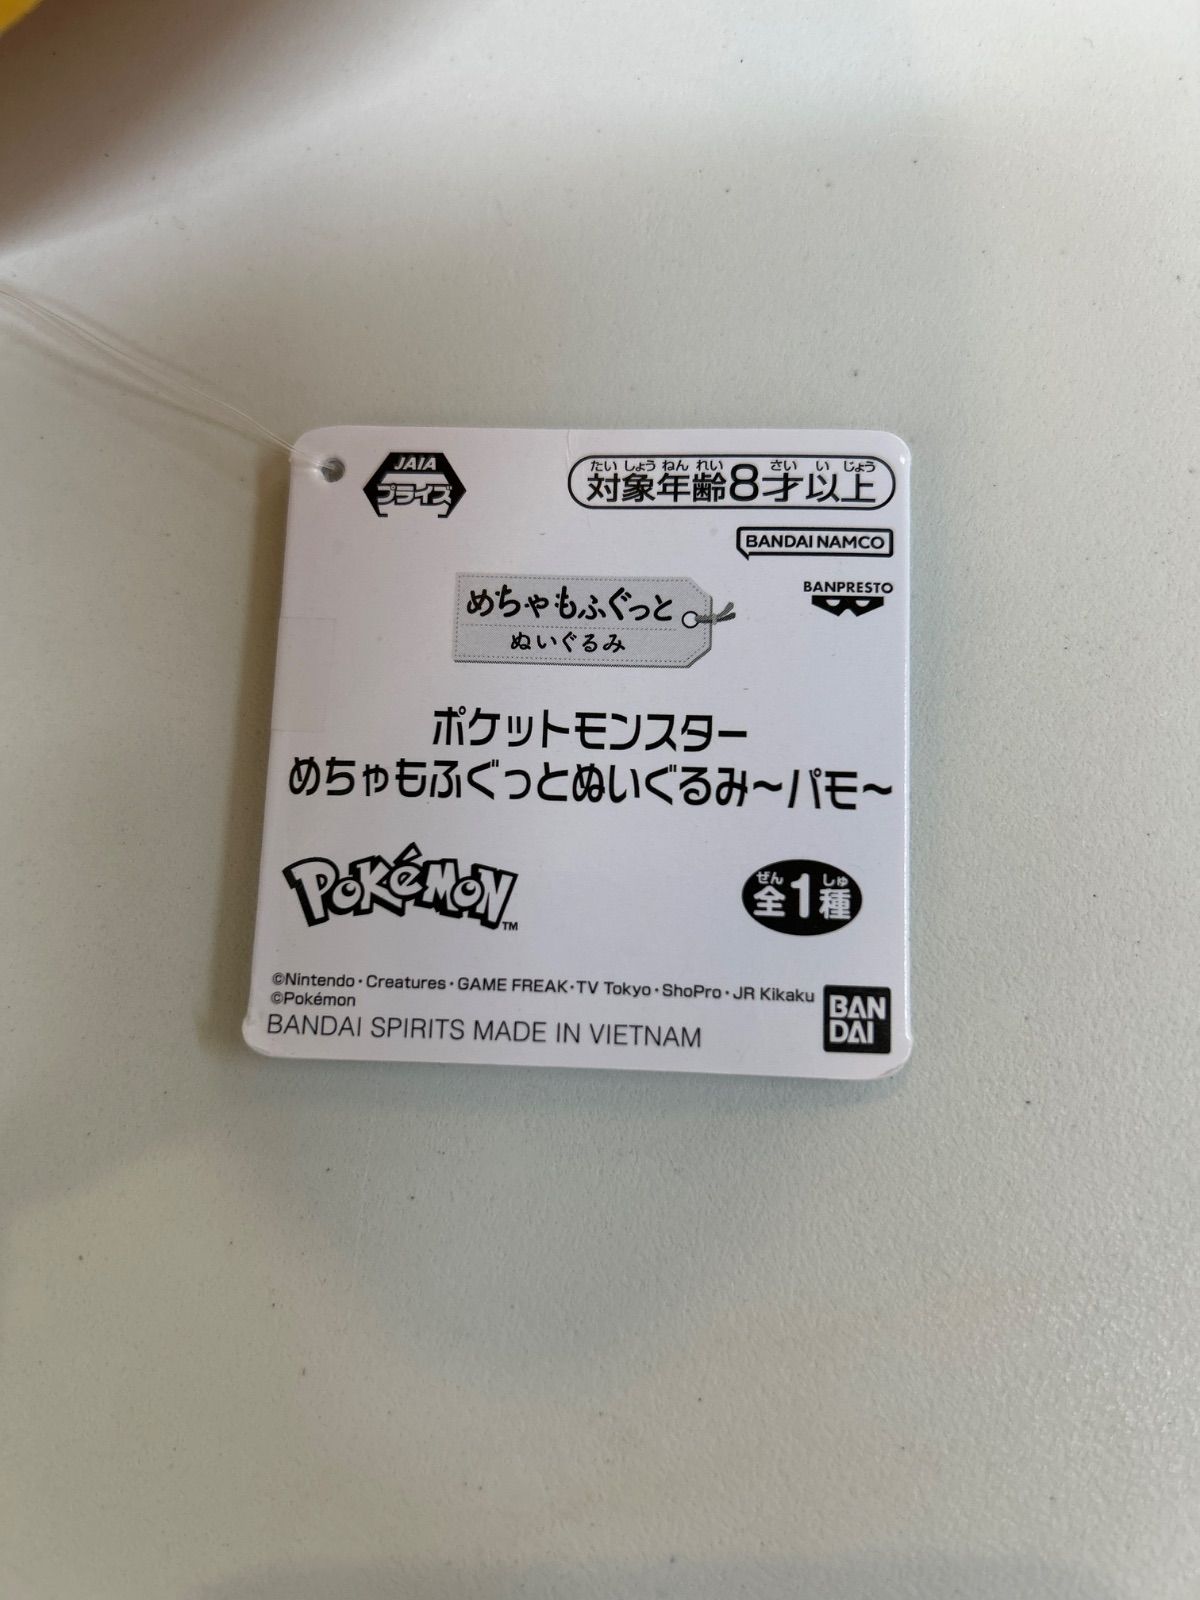 JAIA
プライズ
たいしょうねんれい さい いじょう
対象年齢8才以上
BANDAI NAMCO
BANPRESTO
めちゃもふぐっと
ぬいぐるみ
ポケットモンスター
めちゃもふぐっとぬいぐるみ～パモ～
POKéMON™
ぜん しゅ
全1種
©Nintendo・Creatures・GAME FREAK・TV Tokyo・ShoPro・JR Kikaku
©Pokémon
BANDAI SPIRITS MADE IN VIETNAM
BAN
DAI